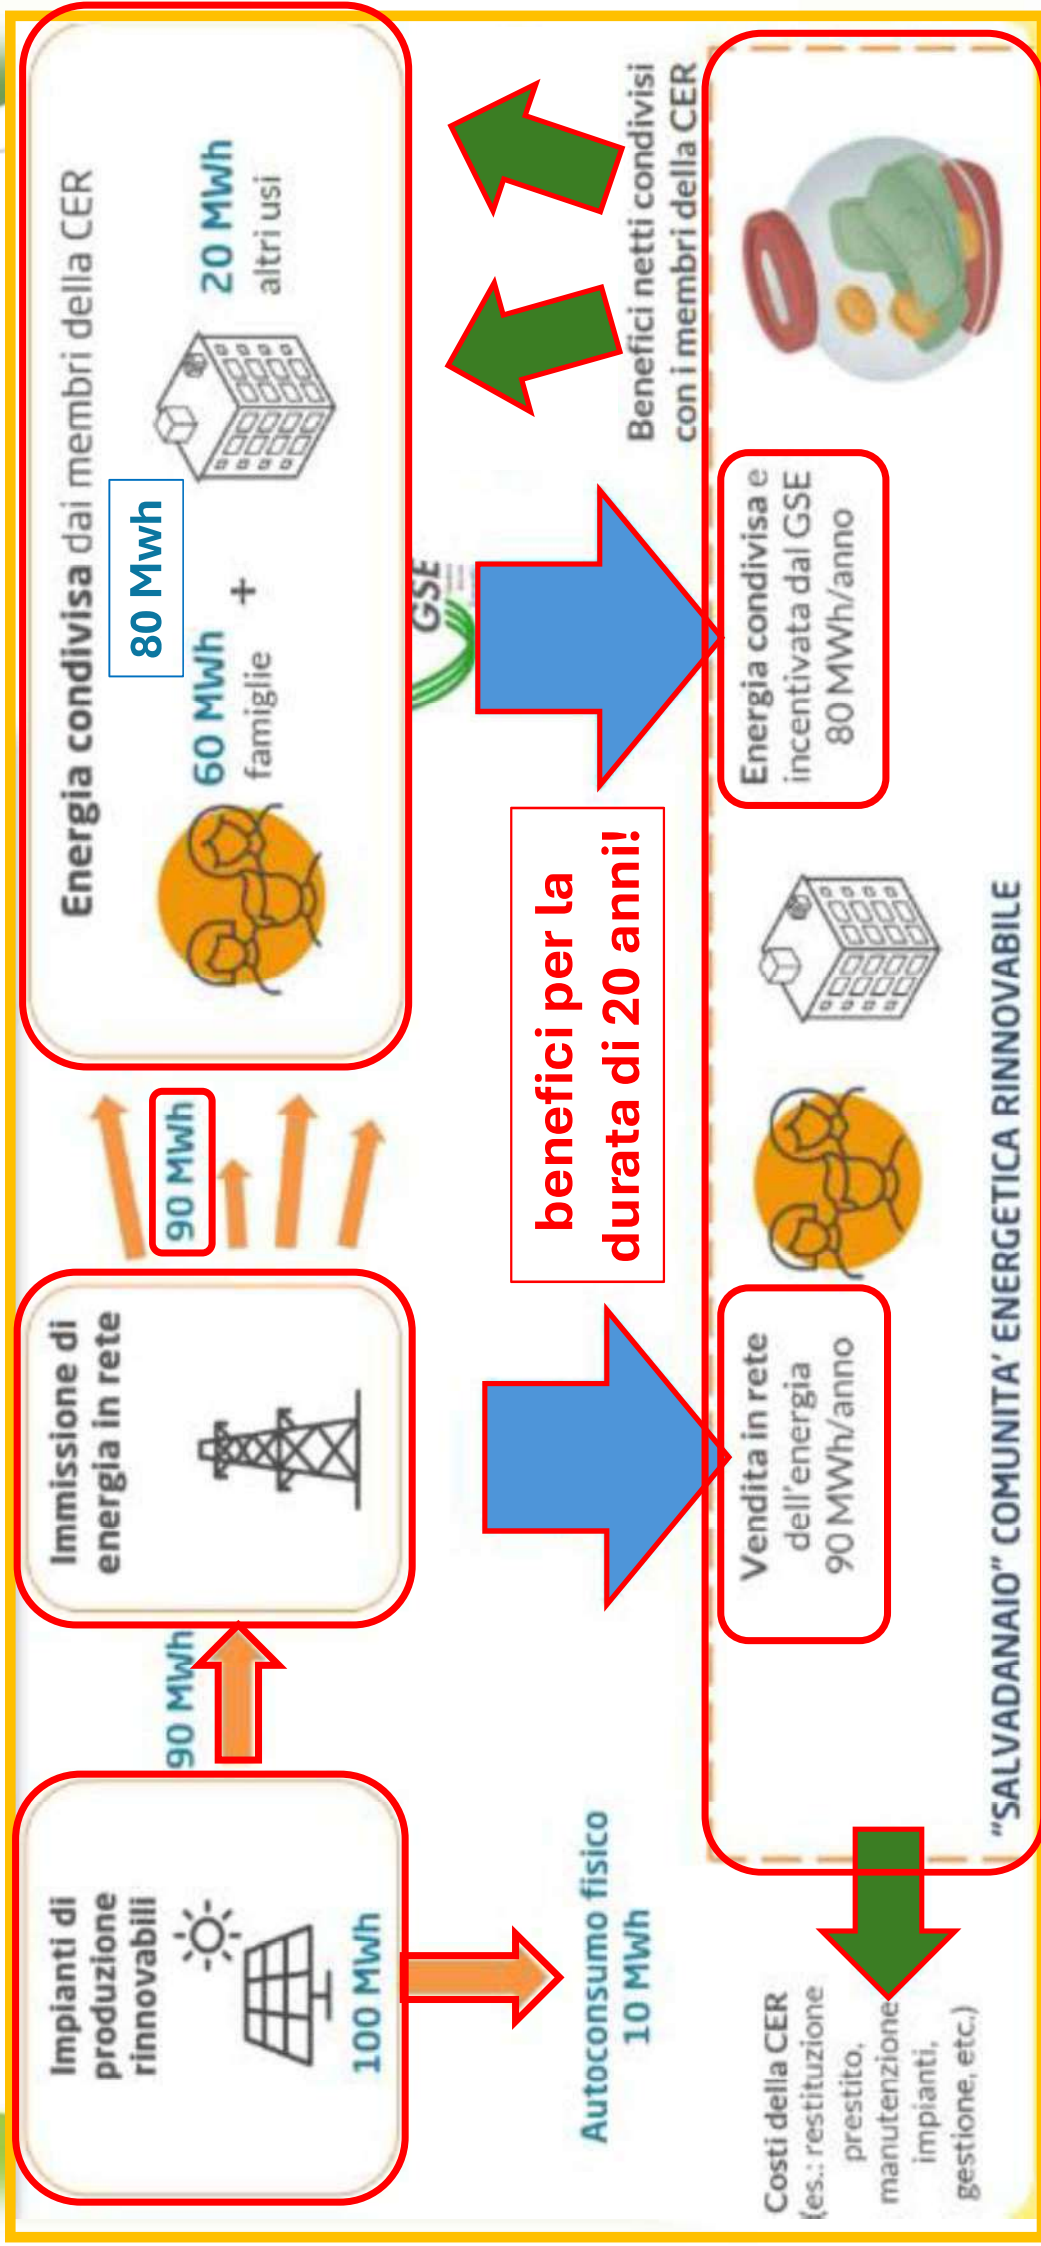 Impianti di
produzione
rinnovabili
100 MWh
90 MWh
Immissione di
energia in rete
90 MWh
Energia condivisa dai membri della CER
80 Mwh
60 MWh
famiglie
+
20 MWh
altri usi
Autoconsumo fisico
10 MWh
GSE
benefici per la
durata di 20 anni!
Benefici netti condivisi
con i membri della CER
Costi della CER
(es.: restituzione
prestito,
manutenzione
impianti,
gestione, etc.)
Vendita in rete
dell'energia
90 MWh/anno
Energia condivisa e
incentivata dal GSE
80 MWh/anno
"SALVADANAIO" COMUNITA' ENERGETICA RINNOVABILE